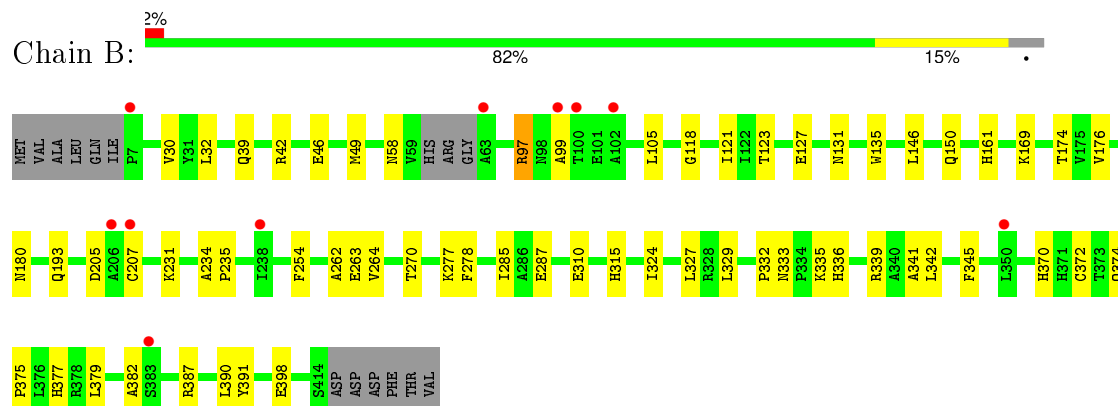 2%
Chain B:
82% 15% •
MET VAL ALA LEU GLN ILE P7 V30 Y31 L32 Q39 R42 E46 M49 N58 V59 HIS ARG GLY A63 R97 N98 A99 T100 E101 A102 L105 G118 I121 I122 T123 E127 N131 W135 L146 Q150 H161 K169 T174 V175 V176
N180 Q193 D205 A206 C207 K231 A234 P235 I238 F254 A262 E263 V264 T270 K277 F278 I285 A286 E287 E310 H315 I324 L327 R328 L329 P332 N333 P334 K335 H336 R339 A340 A341 L342 F345 L350 H370 H371 C372 T373
P375 L376 H377 R378 L379 A382 S383 R387 L390 Y391 E398 S414 ASP ASP ASP PHE THR VAL